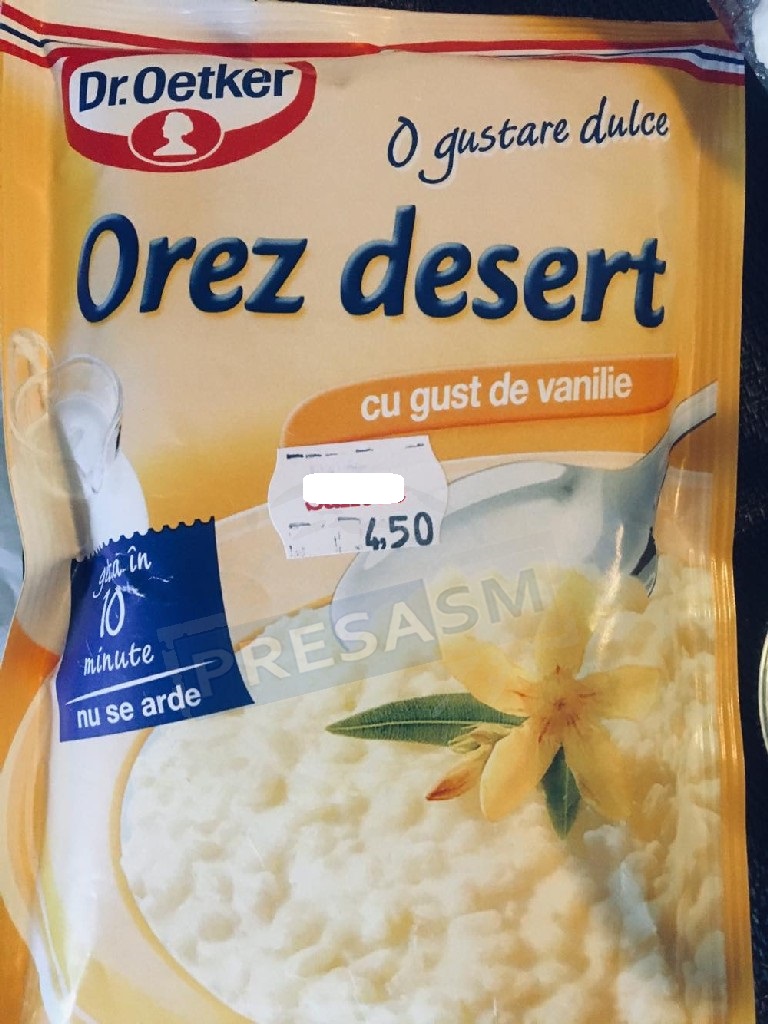 Dr.Oetker
O gustare dulce
Orez desert
cu gust de vanilie
4,50
gata în
10
minute
nu se arde
PRESASM